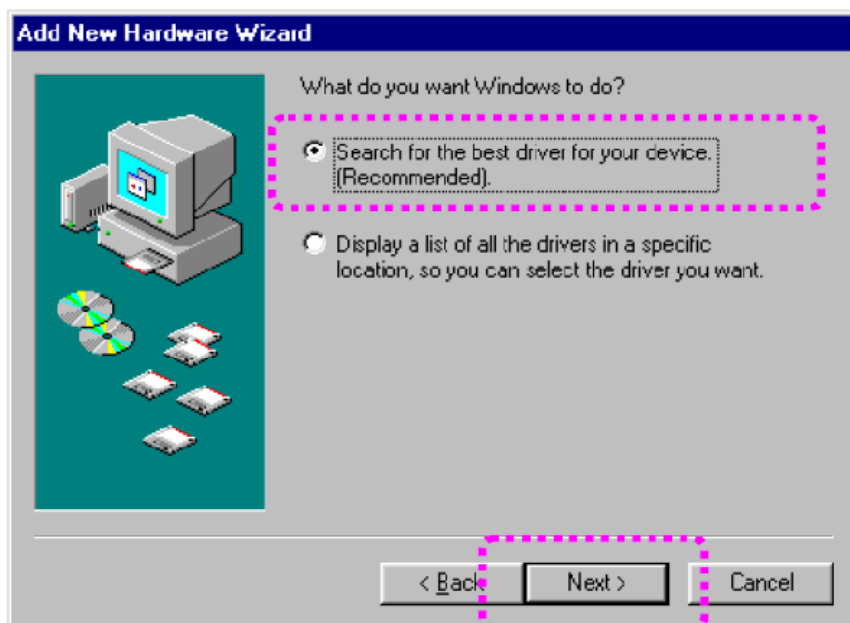 Add New Hardware Wizard
What do you want Windows to do?
Search for the best driver for your device.
(Recommended).
Display a list of all the drivers in a specific
location, so you can select the driver you want.
< Back
Next >
Cancel